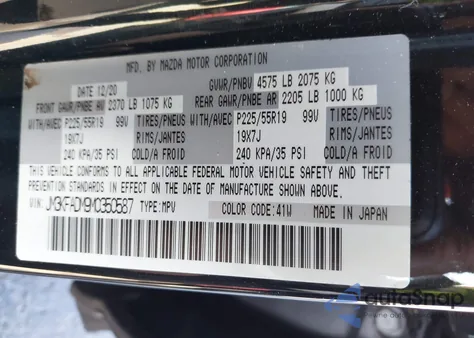 MFD. BY MAZDA MOTOR CORPORATION
DATE 12/20 GVWR/PNBV 4575 LB 2075 KG
FRONT GAWR/PNBE AV 2370 LB 1075 KG REAR GAWR/PNBE AR 2205 LB 1000 KG
WITH/AVEC P225/55R19 99V TIRES/PNEUS WITH/AVEC P225/55R19 99V TIRES/PNEUS
19X7J RIMS/JANTES 19X7J RIMS/JANTES
240 KPA/35 PSI COLD/A FROID 240 KPA/35 PSI COLD/A FROID
THIS VEHICLE CONFORMS TO ALL APPLICABLE FEDERAL MOTOR VEHICLE SAFETY AND
THEFT PREVENTION STANDARDS IN EFFECT ON THE DATE OF MANUFACTURE SHOWN ABOVE.
VIN: JM3KFADM9M0350587 TYPE: MPV COLOR CODE: 41W MADE IN JAPAN
autoSnap